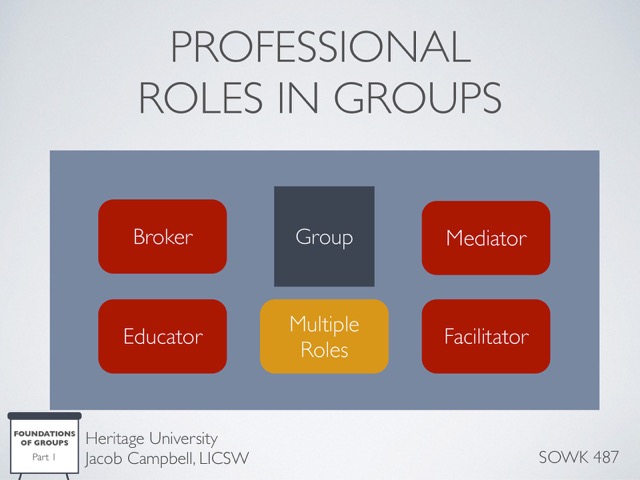 PROFESSIONAL
ROLES IN GROUPS
Broker
Group
Mediator
Educator
Multiple
Roles
Facilitator
FOUNDATIONS
OF GROUPS
Part 1
Heritage University
Jacob Campbell, LICSW
SOWK 487